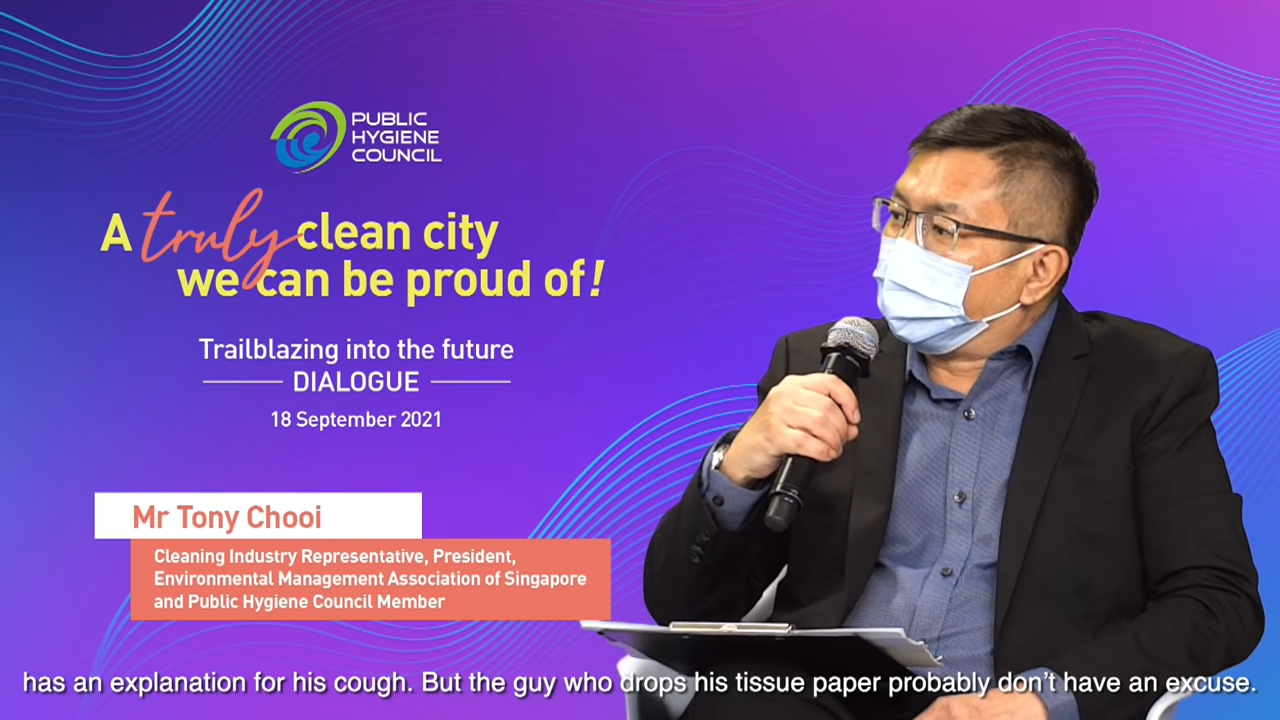 PUBLIC
HYGIENE
COUNCIL
A truly clean city
we can be proud of!
Trailblazing into the future
DIALOGUE
18 September 2021
Mr Tony Chooi
Cleaning Industry Representative, President,
Environmental Management Association of Singapore
and Public Hygiene Council Member
has an explanation for his cough. But the guy who drops his tissue paper probably don't have an excuse.